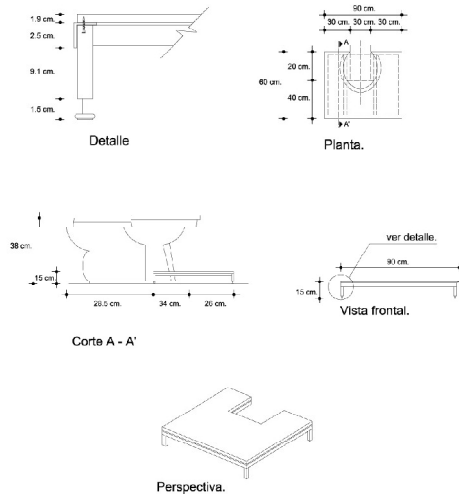 1.9 cm.
2.5 cm.
9.1 cm.
1.5 cm.
Detalle
90 cm.
30 cm. 30 cm. 30 cm.
A
20 cm.
60 cm.
40 cm.
A'
Planta.
38 cm.
15 cm.
28.5 cm. 34 cm. 26 cm.
Corte A - A'
ver detalle.
90 cm.
15 cm.
Vista frontal.
Perspectiva.